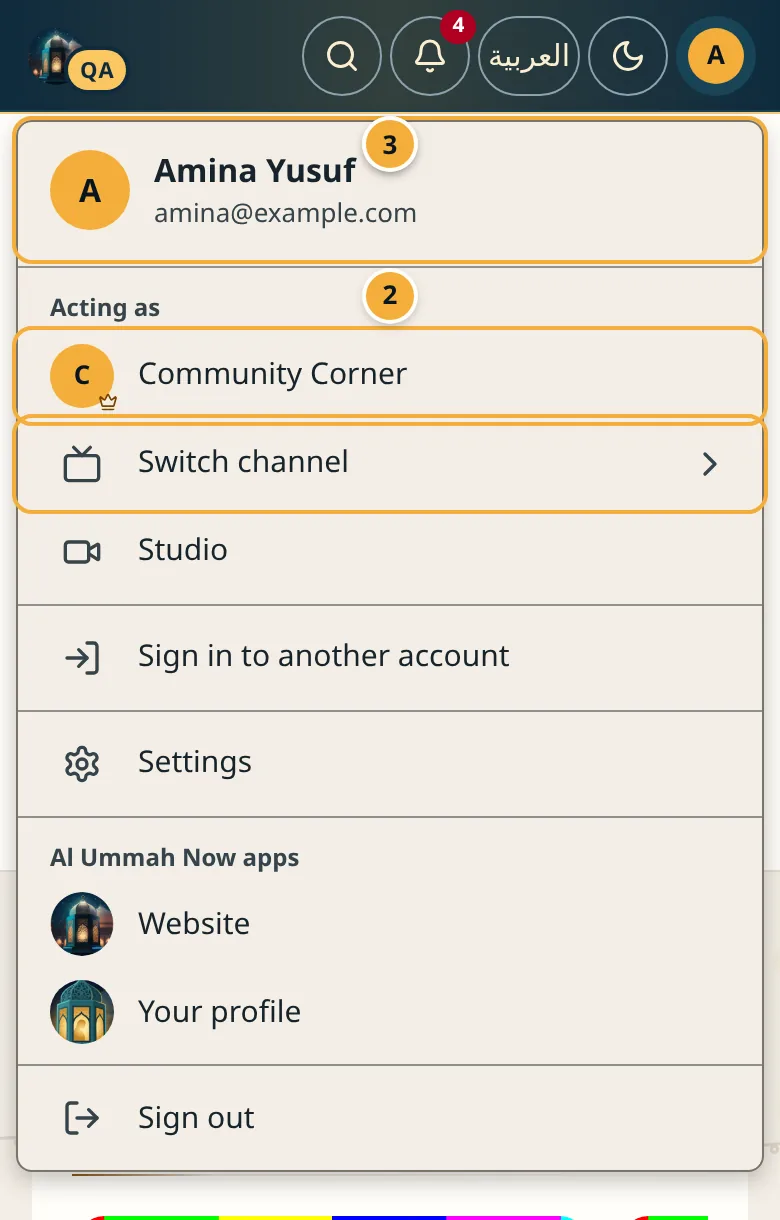 QA
4
العربية
A
3
A
Amina Yusuf
amina@example.com
2
Acting as
C
Community Corner
Switch channel
Studio
Sign in to another account
Settings
Al Ummah Now apps
Website
Your profile
Sign out